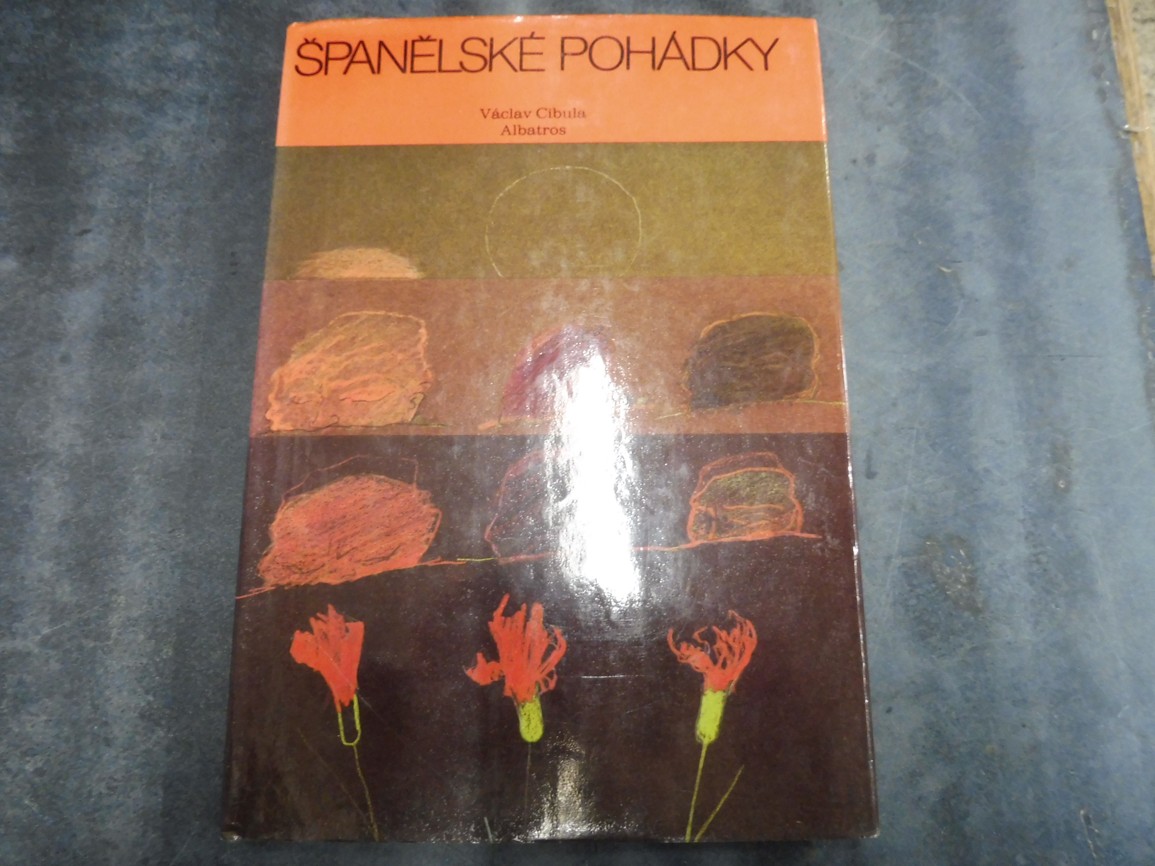 ŠPANĚLSKÉ POHÁDKY
Václav Cibula
Albatros